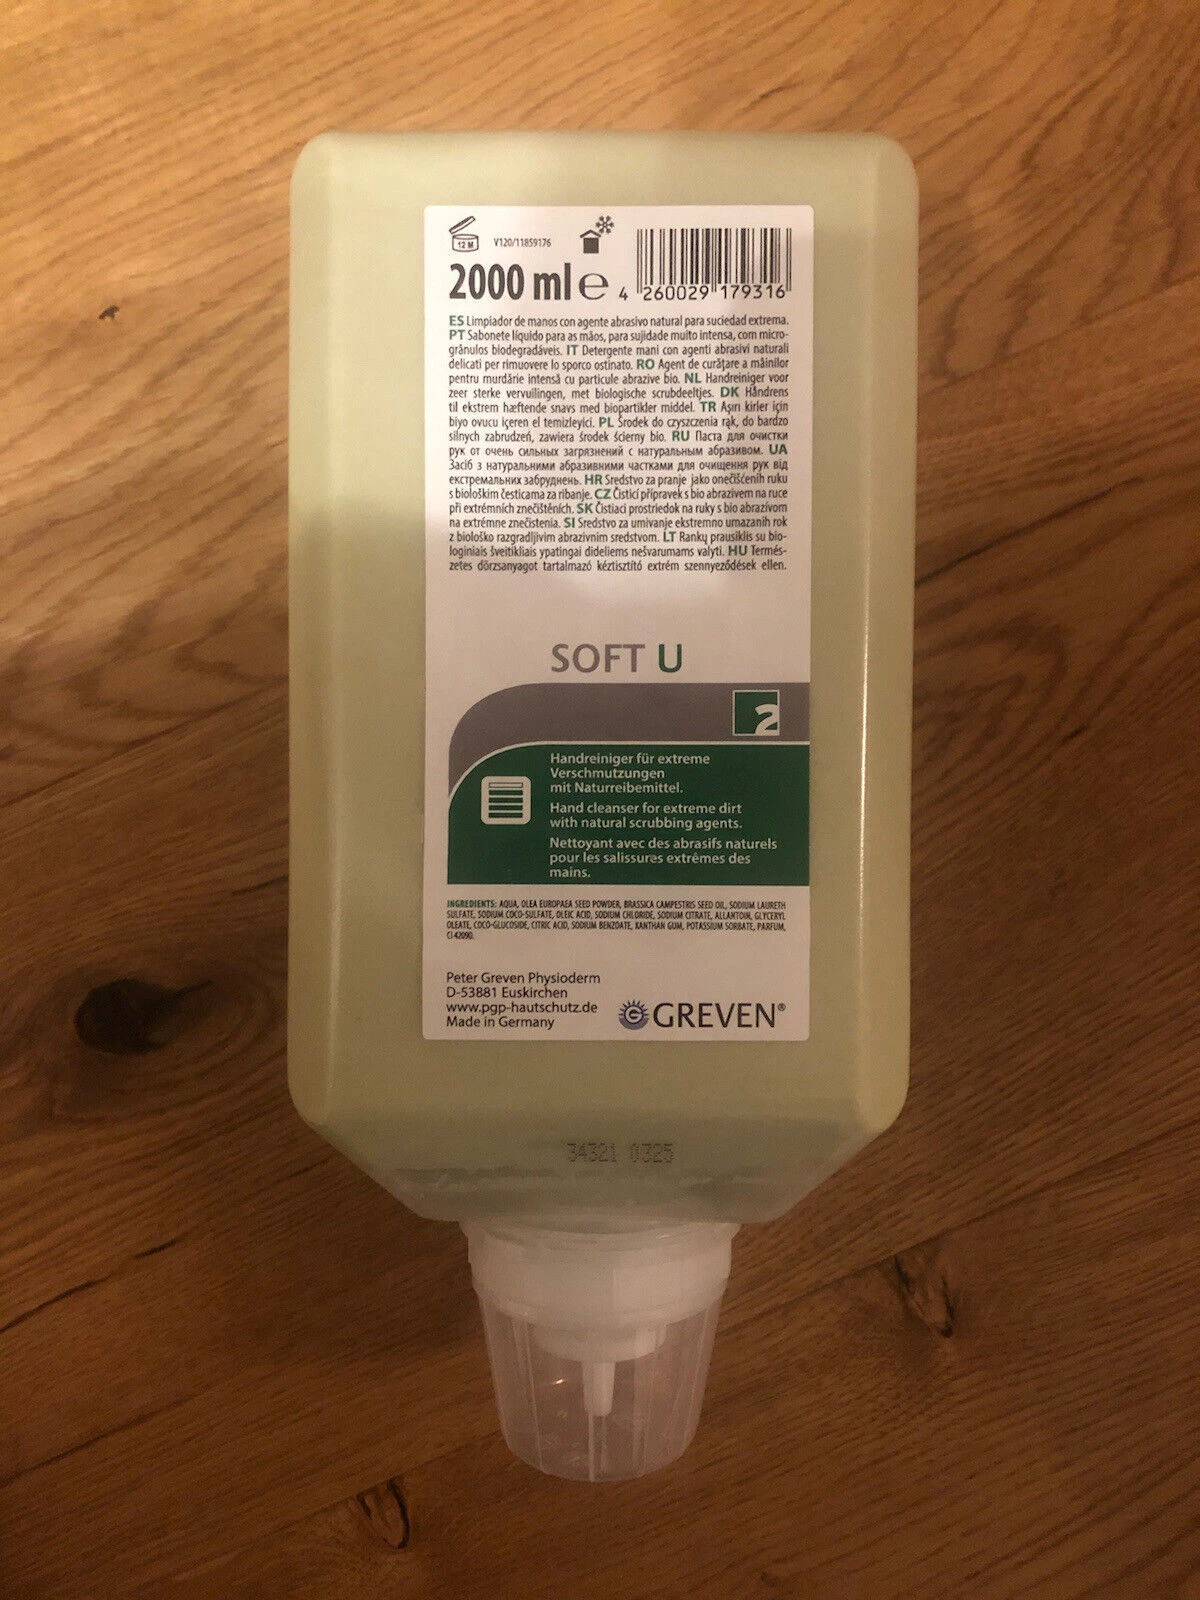 12 M
V120/11859176
2000 ml ℮
4 260029 179316
ES Limpiador de manos con agente abrasivo natural para suciedad extrema.
PT Sabonete líquido para as mãos, para sujidade muito intensa, com micro-
grânulos biodegradáveis. IT Detergente mani con agenti abrasivi naturali
delicati per rimuovere lo sporco ostinato. RO Agent de curățare a mâinilor
pentru murdărie intensă cu particule abrazive bio. NL Handreiniger voor
zeer sterke vervuilingen, met biologische scrubdeeltjes. DK Håndrens
til ekstrem hæftende snavs med biopartikler middel. TR Aşırı kirler için
biyo ovucu içeren el temizleyici. PL Środek do czyszczenia rąk, do bardzo
silnych zabrudzeń, zawiera środek ścierny bio. RU Паста для очистки
рук от очень сильных загрязнений с натуральным абразивом. UA
Засіб з натуральними абразивними частками для очищення рук від
екстремальних забруднень. HR Sredstvo za pranje jako onečišćenih ruku
s biološkim česticama za ribanje. CZ Čisticí přípravek s bio abrazivem na ruce
při extrémních znečištěních. SK Čistiaci prostriedok na ruky s bio abrazívom
na extrémne znečistenia. SI Sredstvo za umivanje ekstremno umazanih rok
z biološko razgradljivim abrazivnim sredstvom. LT Rankų prausiklis su bio-
loginiais šveitikliais ypatingai dideliems nešvarumams valyti. HU Termés-
zetes dörzsanyagot tartalmazó kéztisztító extrém szennyeződések ellen.
SOFT U
2
Handreiniger für extreme
Verschmutzungen
mit Naturreibemittel.
Hand cleanser for extreme dirt
with natural scrubbing agents.
Nettoyant avec des abrasifs naturels
pour les salissures extrêmes des
mains.
INGREDIENTS: AQUA, OLEA EUROPAEA SEED POWDER, BRASSICA CAMPESTRIS SEED OIL, SODIUM LAURETH
SULFATE, SODIUM COCO-SULFATE, OLEIC ACID, SODIUM CHLORIDE, SODIUM CITRATE, ALLANTOIN, GLYCERYL
OLEATE, COCO-GLUCOSIDE, CITRIC ACID, SODIUM BENZOATE, XANTHAN GUM, POTASSIUM SORBATE, PARFUM,
CI 42090.
Peter Greven Physioderm
D-53881 Euskirchen
www.pgp-hautschutz.de
Made in Germany
GREVEN®
34321 0325